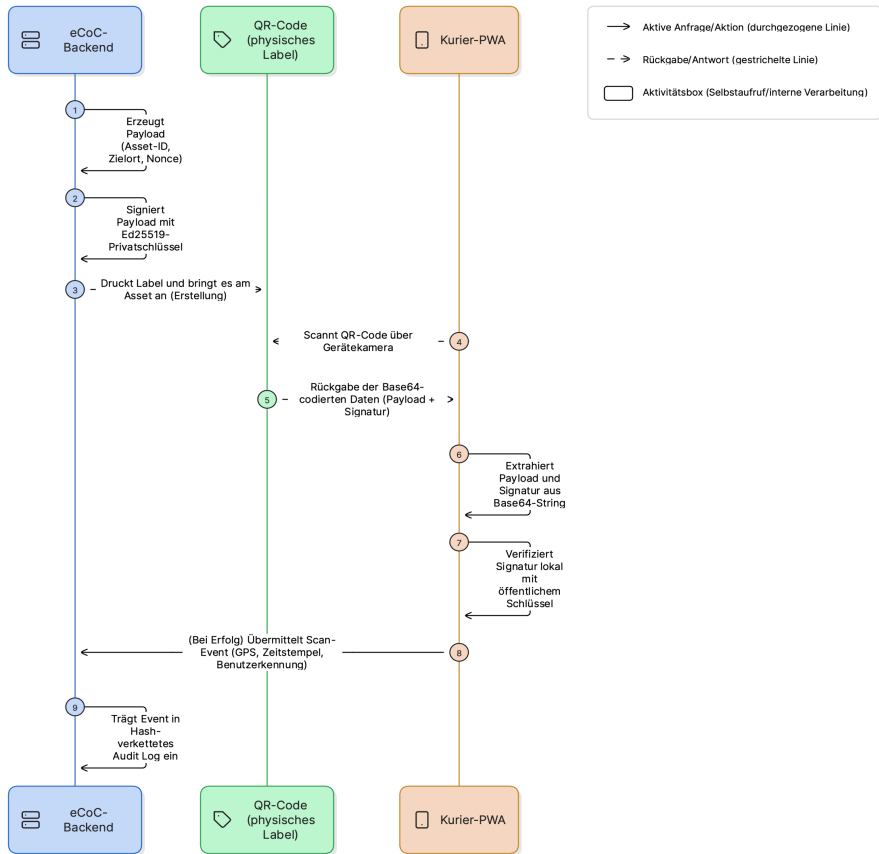 eCoC-
Backend
QR-Code
(physisches
Label)
Kurier-PWA
Aktive Anfrage/Aktion (durchgezogene Linie)
Rückgabe/Antwort (gestrichelte Linie)
Aktivitätsbox (Selbstaufruf/interne Verarbeitung)
1
Erzeugt
Payload
(Asset-ID,
Zielort, Nonce)
2
Signiert
Payload mit
Ed25519-
Privatschlüssel
3
Druckt Label und bringt es am
Asset an (Erstellung)
4
Scannt QR-Code über
Gerätekamera
5
Rückgabe der Base64-
codierten Daten (Payload +
Signatur)
6
Extrahiert
Payload und
Signatur aus
Base64-String
7
Verifiziert
Signatur lokal
mit
öffentlichem
Schlüssel
8
(Bei Erfolg) Übermittelt Scan-
Event (GPS, Zeitstempel,
Benutzerkennung)
9
Trägt Event in
Hash-
verkettetes
Audit Log ein
eCoC-
Backend
QR-Code
(physisches
Label)
Kurier-PWA